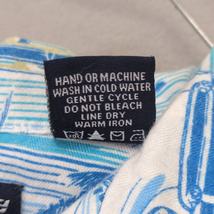 HAND OR MACHINE
WASH IN COLD WATER
GENTLE CYCLE
DO NOT BLEACH
LINE DRY
WARM IRON